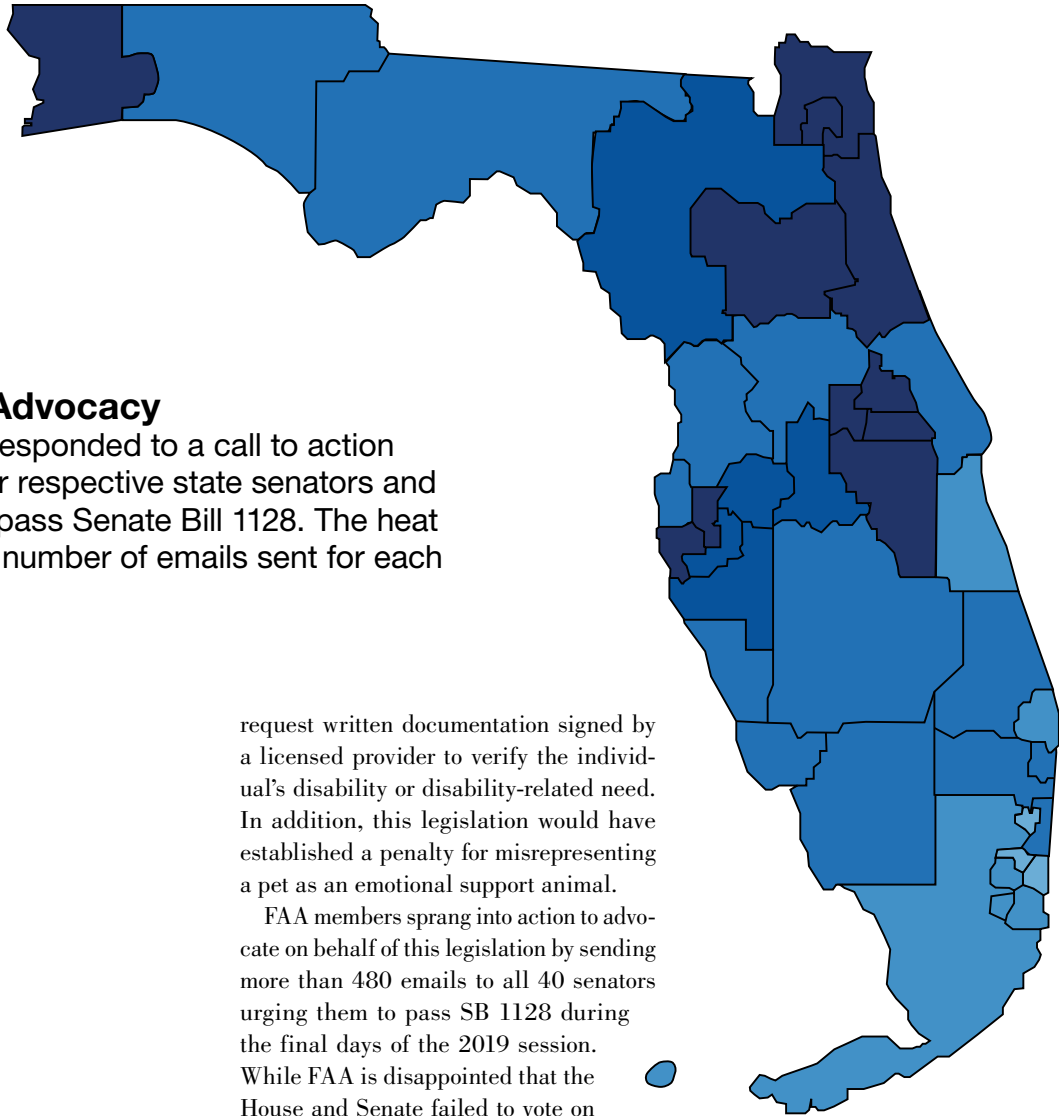 Advocacy
esponded to a call to action
r respective state senators and
pass Senate Bill 1128. The heat
number of emails sent for each
request written documentation signed by
a licensed provider to verify the individ-
ual’s disability or disability-related need.
In addition, this legislation would have
established a penalty for misrepresenting
a pet as an emotional support animal.
FAA members sprang into action to advo-
cate on behalf of this legislation by sending
more than 480 emails to all 40 senators
urging them to pass SB 1128 during
the final days of the 2019 session.
While FAA is disappointed that the
House and Senate failed to vote on